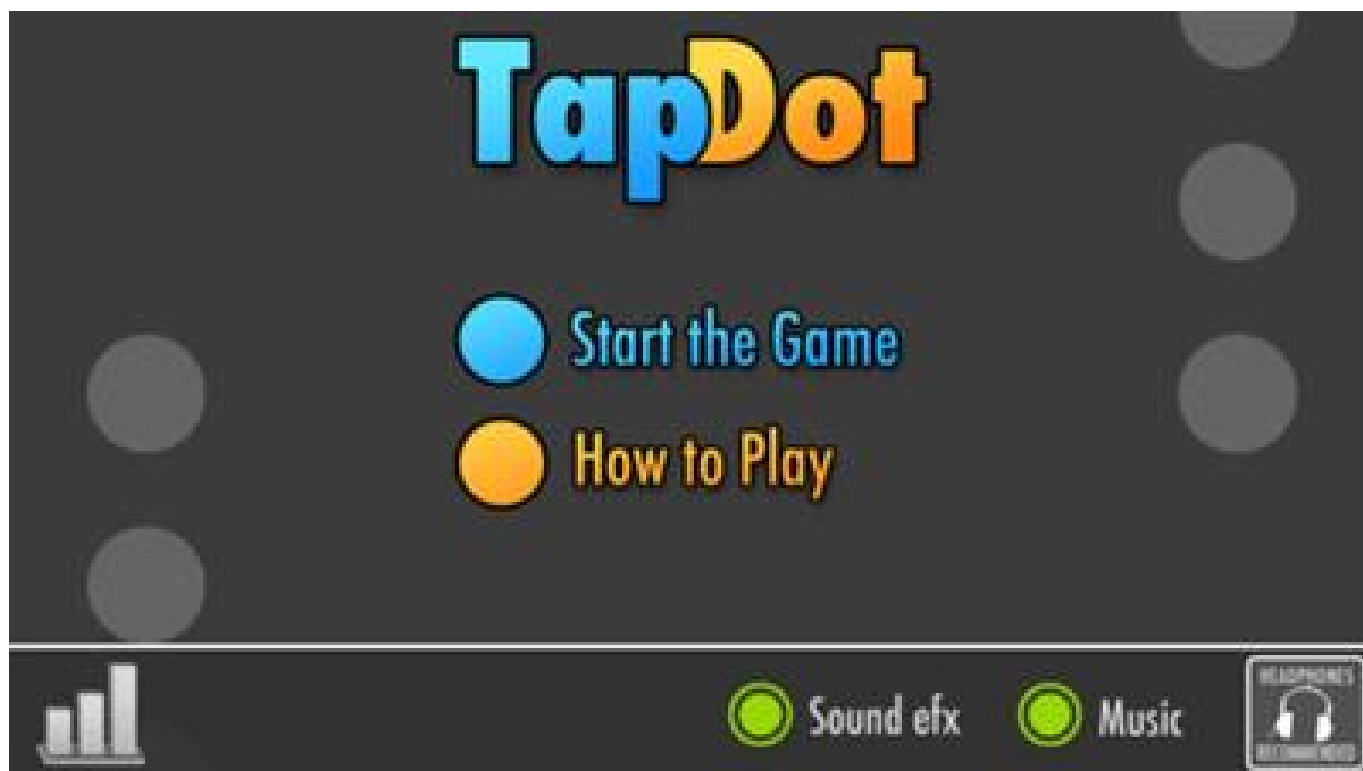 TapDot
Start the Game
How to Play
Sound efx
Music
HEADPHONES
RECOMMENDED